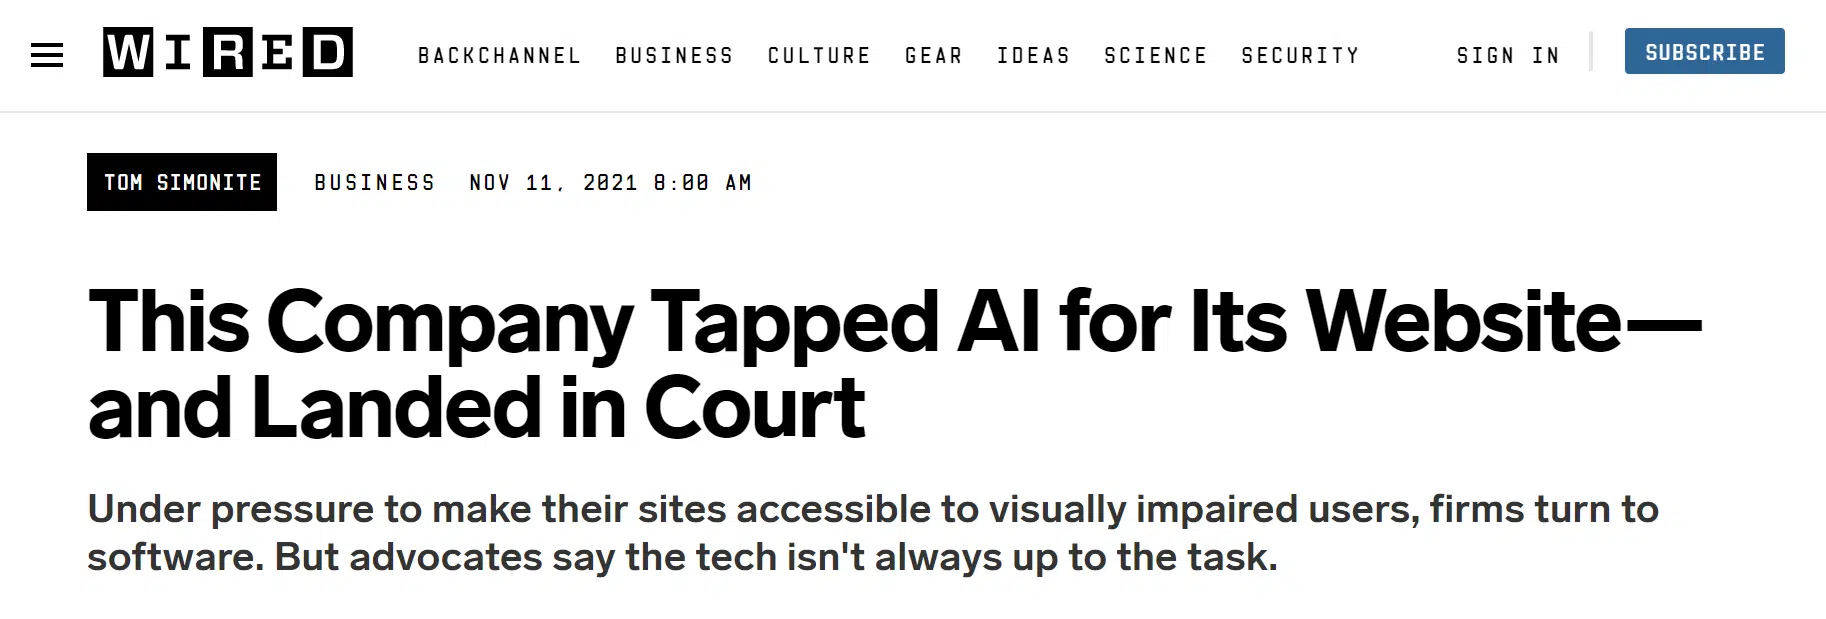 WIRED BACKCHANNEL BUSINESS CULTURE GEAR IDEAS SCIENCE SECURITY SIGN IN SUBSCRIBE
TOM SIMONITE BUSINESS NOV 11, 2021 8:00 AM
This Company Tapped AI for Its Website—
and Landed in Court
Under pressure to make their sites accessible to visually impaired users, firms turn to
software. But advocates say the tech isn't always up to the task.